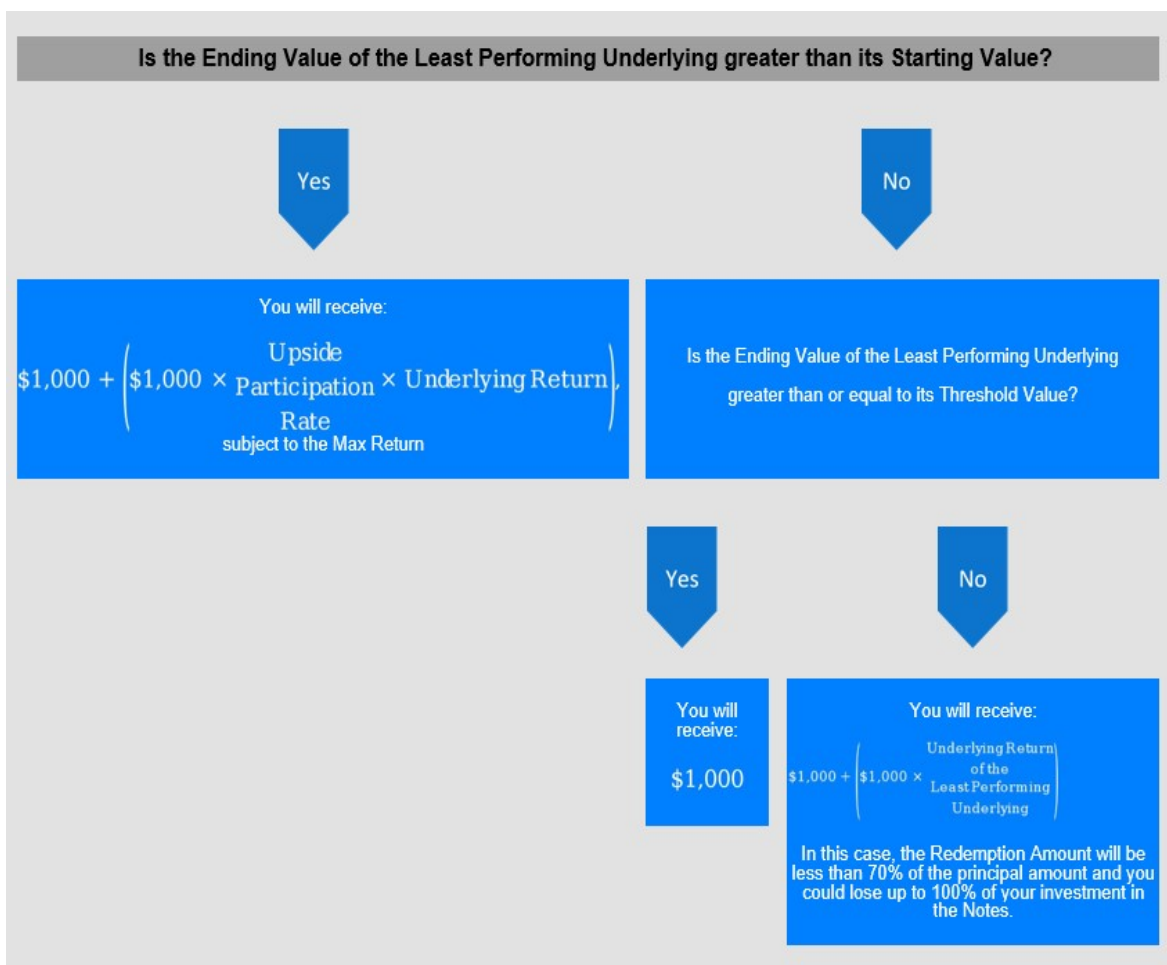 Is the Ending Value of the Least Performing Underlying greater than its Starting Value?
Yes
No
You will receive:
$1,000 + ($1,000 × Upside Participation Rate × Underlying Return),
subject to the Max Return
Is the Ending Value of the Least Performing Underlying
greater than or equal to its Threshold Value?
Yes
No
You will
receive:
$1,000
You will receive:
$1,000 + ($1,000 × Underlying Return of the Least Performing Underlying)
In this case, the Redemption Amount will be
less than 70% of the principal amount and you
could lose up to 100% of your investment in
the Notes.